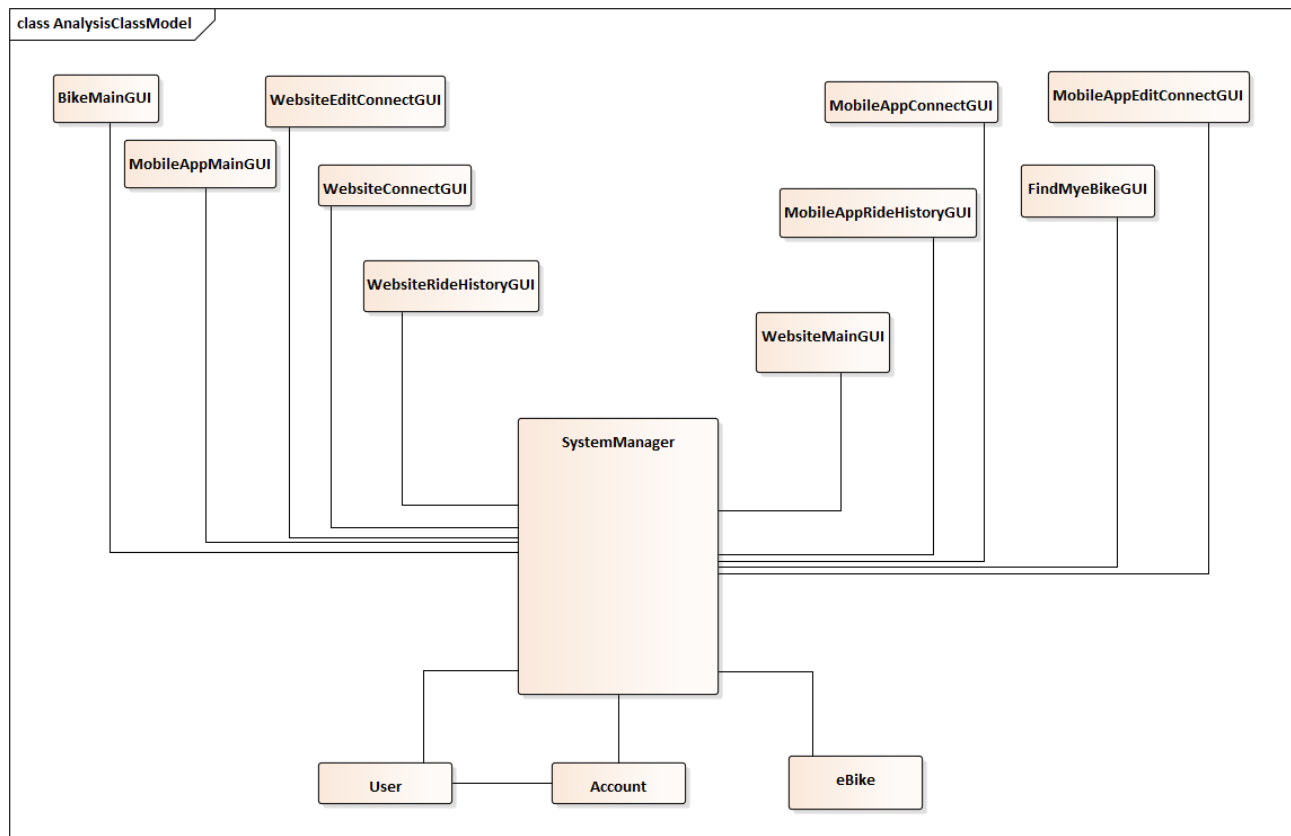 class AnalysisClassModel
BikeMainGUI
WebsiteEditConnectGUI
MobileAppConnectGUI
MobileAppEditConnectGUI
MobileAppMainGUI
WebsiteConnectGUI
MobileAppRideHistoryGUI
FindMyeBikeGUI
WebsiteRideHistoryGUI
WebsiteMainGUI
SystemManager
User
Account
eBike